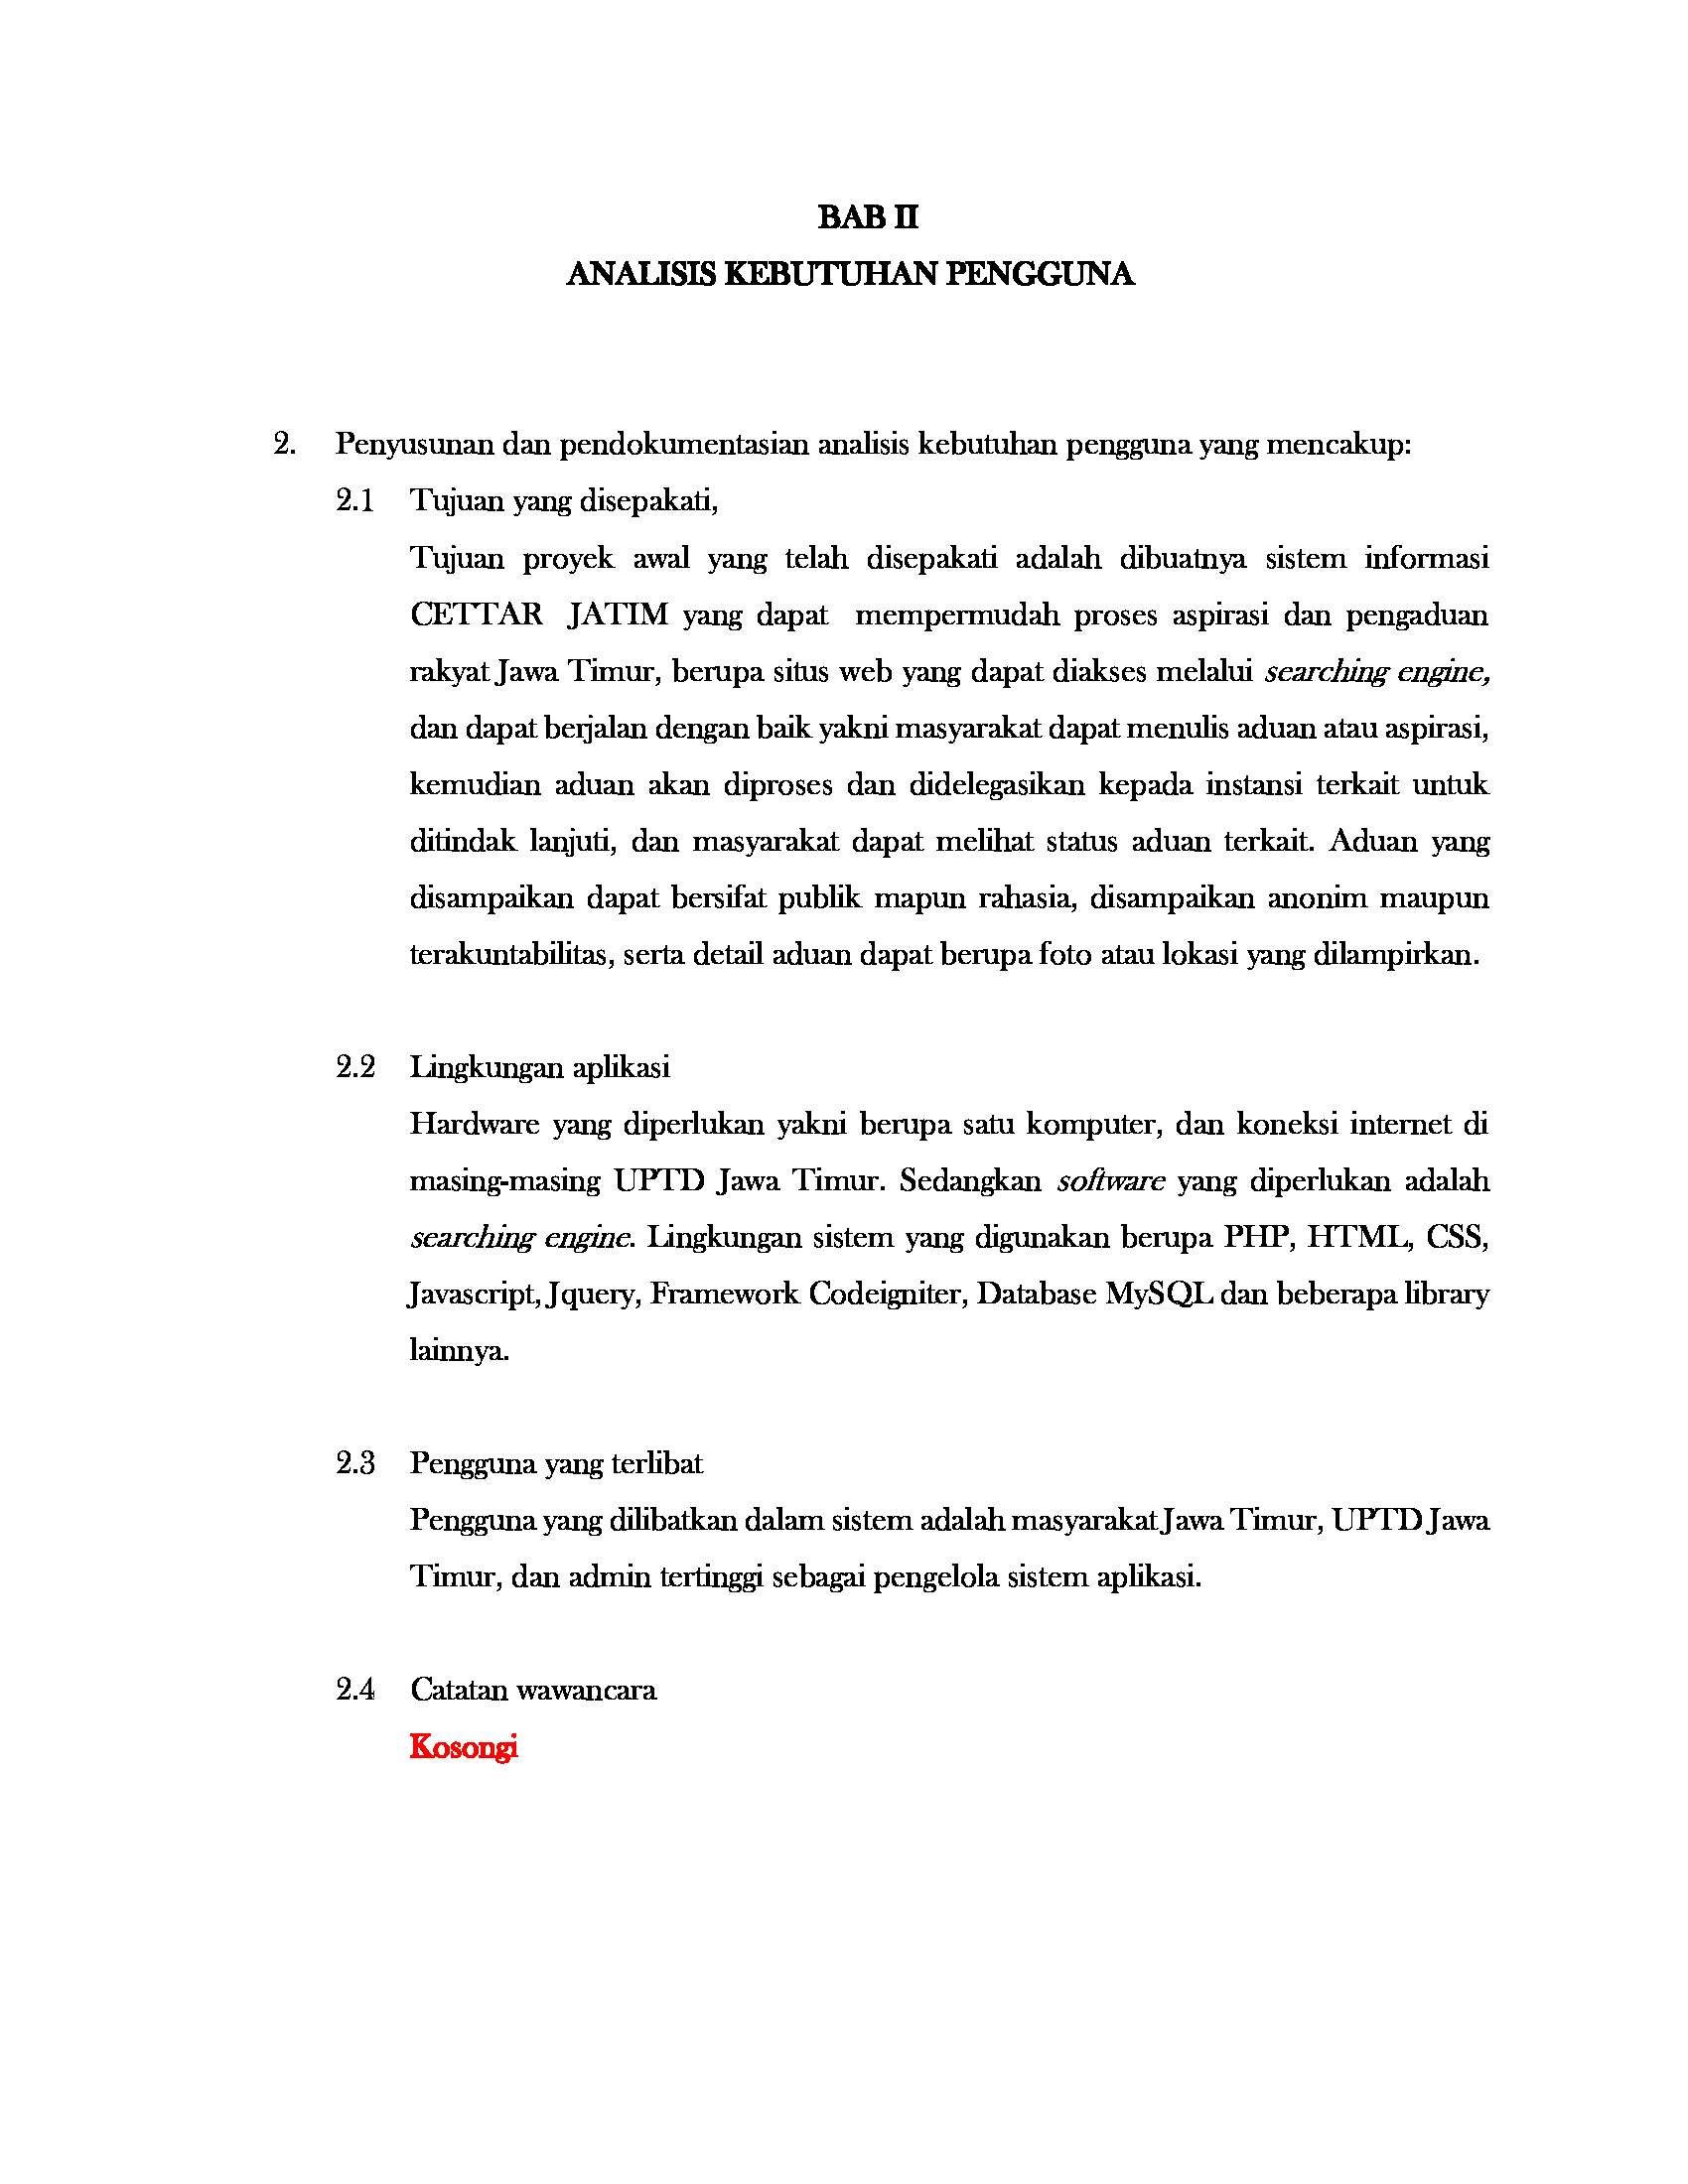 BAB II
ANALISIS KEBUTUHAN PENGGUNA
2. Penyusunan dan pendokumentasian analisis kebutuhan pengguna yang mencakup:
2.1 Tujuan yang disepakati,
Tujuan proyek awal yang telah disepakati adalah dibuatnya sistem informasi
CETTAR JATIM yang dapat mempermudah proses aspirasi dan pengaduan
rakyat Jawa Timur, berupa situs web yang dapat diakses melalui searching engine,
dan dapat berjalan dengan baik yakni masyarakat dapat menulis aduan atau aspirasi,
kemudian aduan akan diproses dan didelegasikan kepada instansi terkait untuk
ditindak lanjuti, dan masyarakat dapat melihat status aduan terkait. Aduan yang
disampaikan dapat bersifat publik mapun rahasia, disampaikan anonim maupun
terakuntabilitas, serta detail aduan dapat berupa foto atau lokasi yang dilampirkan.
2.2 Lingkungan aplikasi
Hardware yang diperlukan yakni berupa satu komputer, dan koneksi internet di
masing-masing UPTD Jawa Timur. Sedangkan software yang diperlukan adalah
searching engine. Lingkungan sistem yang digunakan berupa PHP, HTML, CSS,
Javascript, Jquery, Framework Codeigniter, Database MySQL dan beberapa library
lainnya.
2.3 Pengguna yang terlibat
Pengguna yang dilibatkan dalam sistem adalah masyarakat Jawa Timur, UPTD Jawa
Timur, dan admin tertinggi sebagai pengelola sistem aplikasi.
2.4 Catatan wawancara
Kosongi